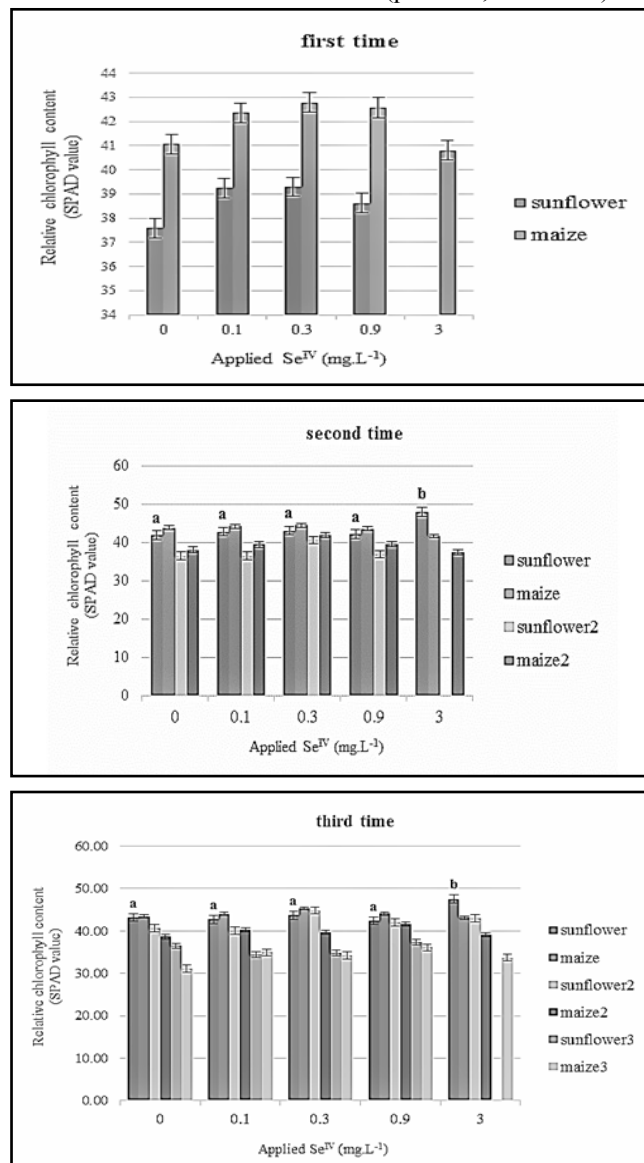 first time
Relative chlorophyll content
(SPAD value)
44
43
42
41
40
39
38
37
36
35
34
0 0.1 0.3 0.9 3
Applied Se^IV (mg.L⁻¹)
sunflower
maize
second time
Relative chlorophyll content
(SPAD value)
60
50
40
30
20
10
0
a a a a b
0 0.1 0.3 0.9 3
Applied Se^IV (mg.L⁻¹)
sunflower
maize
sunflower2
maize2
third time
Relative chlorophyll content
(SPAD value)
60.00
50.00
40.00
30.00
20.00
10.00
0.00
a a a a b
0 0.1 0.3 0.9 3
Applied Se^IV (mg.L⁻¹)
sunflower
maize
sunflower2
maize2
sunflower3
maize3